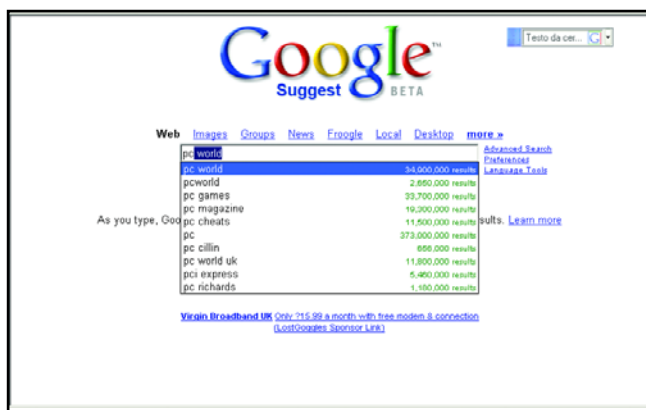 Testo da cer... G
Google™
Suggest BETA
Web Images Groups News Froogle Local Desktop more »
pc world
Advanced Search
Preferences
Language Tools
pc world 34,000,000 results
pcworld 2,660,000 results
pc games 33,700,000 results
pc magazine 19,300,000 results
pc cheats 11,500,000 results
pc 373,000,000 results
pc cillin 656,000 results
pc world uk 11,800,000 results
pci express 5,460,000 results
pc richards 1,160,000 results
As you type, Goo sults. Learn more
Virgin Broadband UK Only ?15.99 a month with free modem & connection
(LostGoggles Sponsor Link)